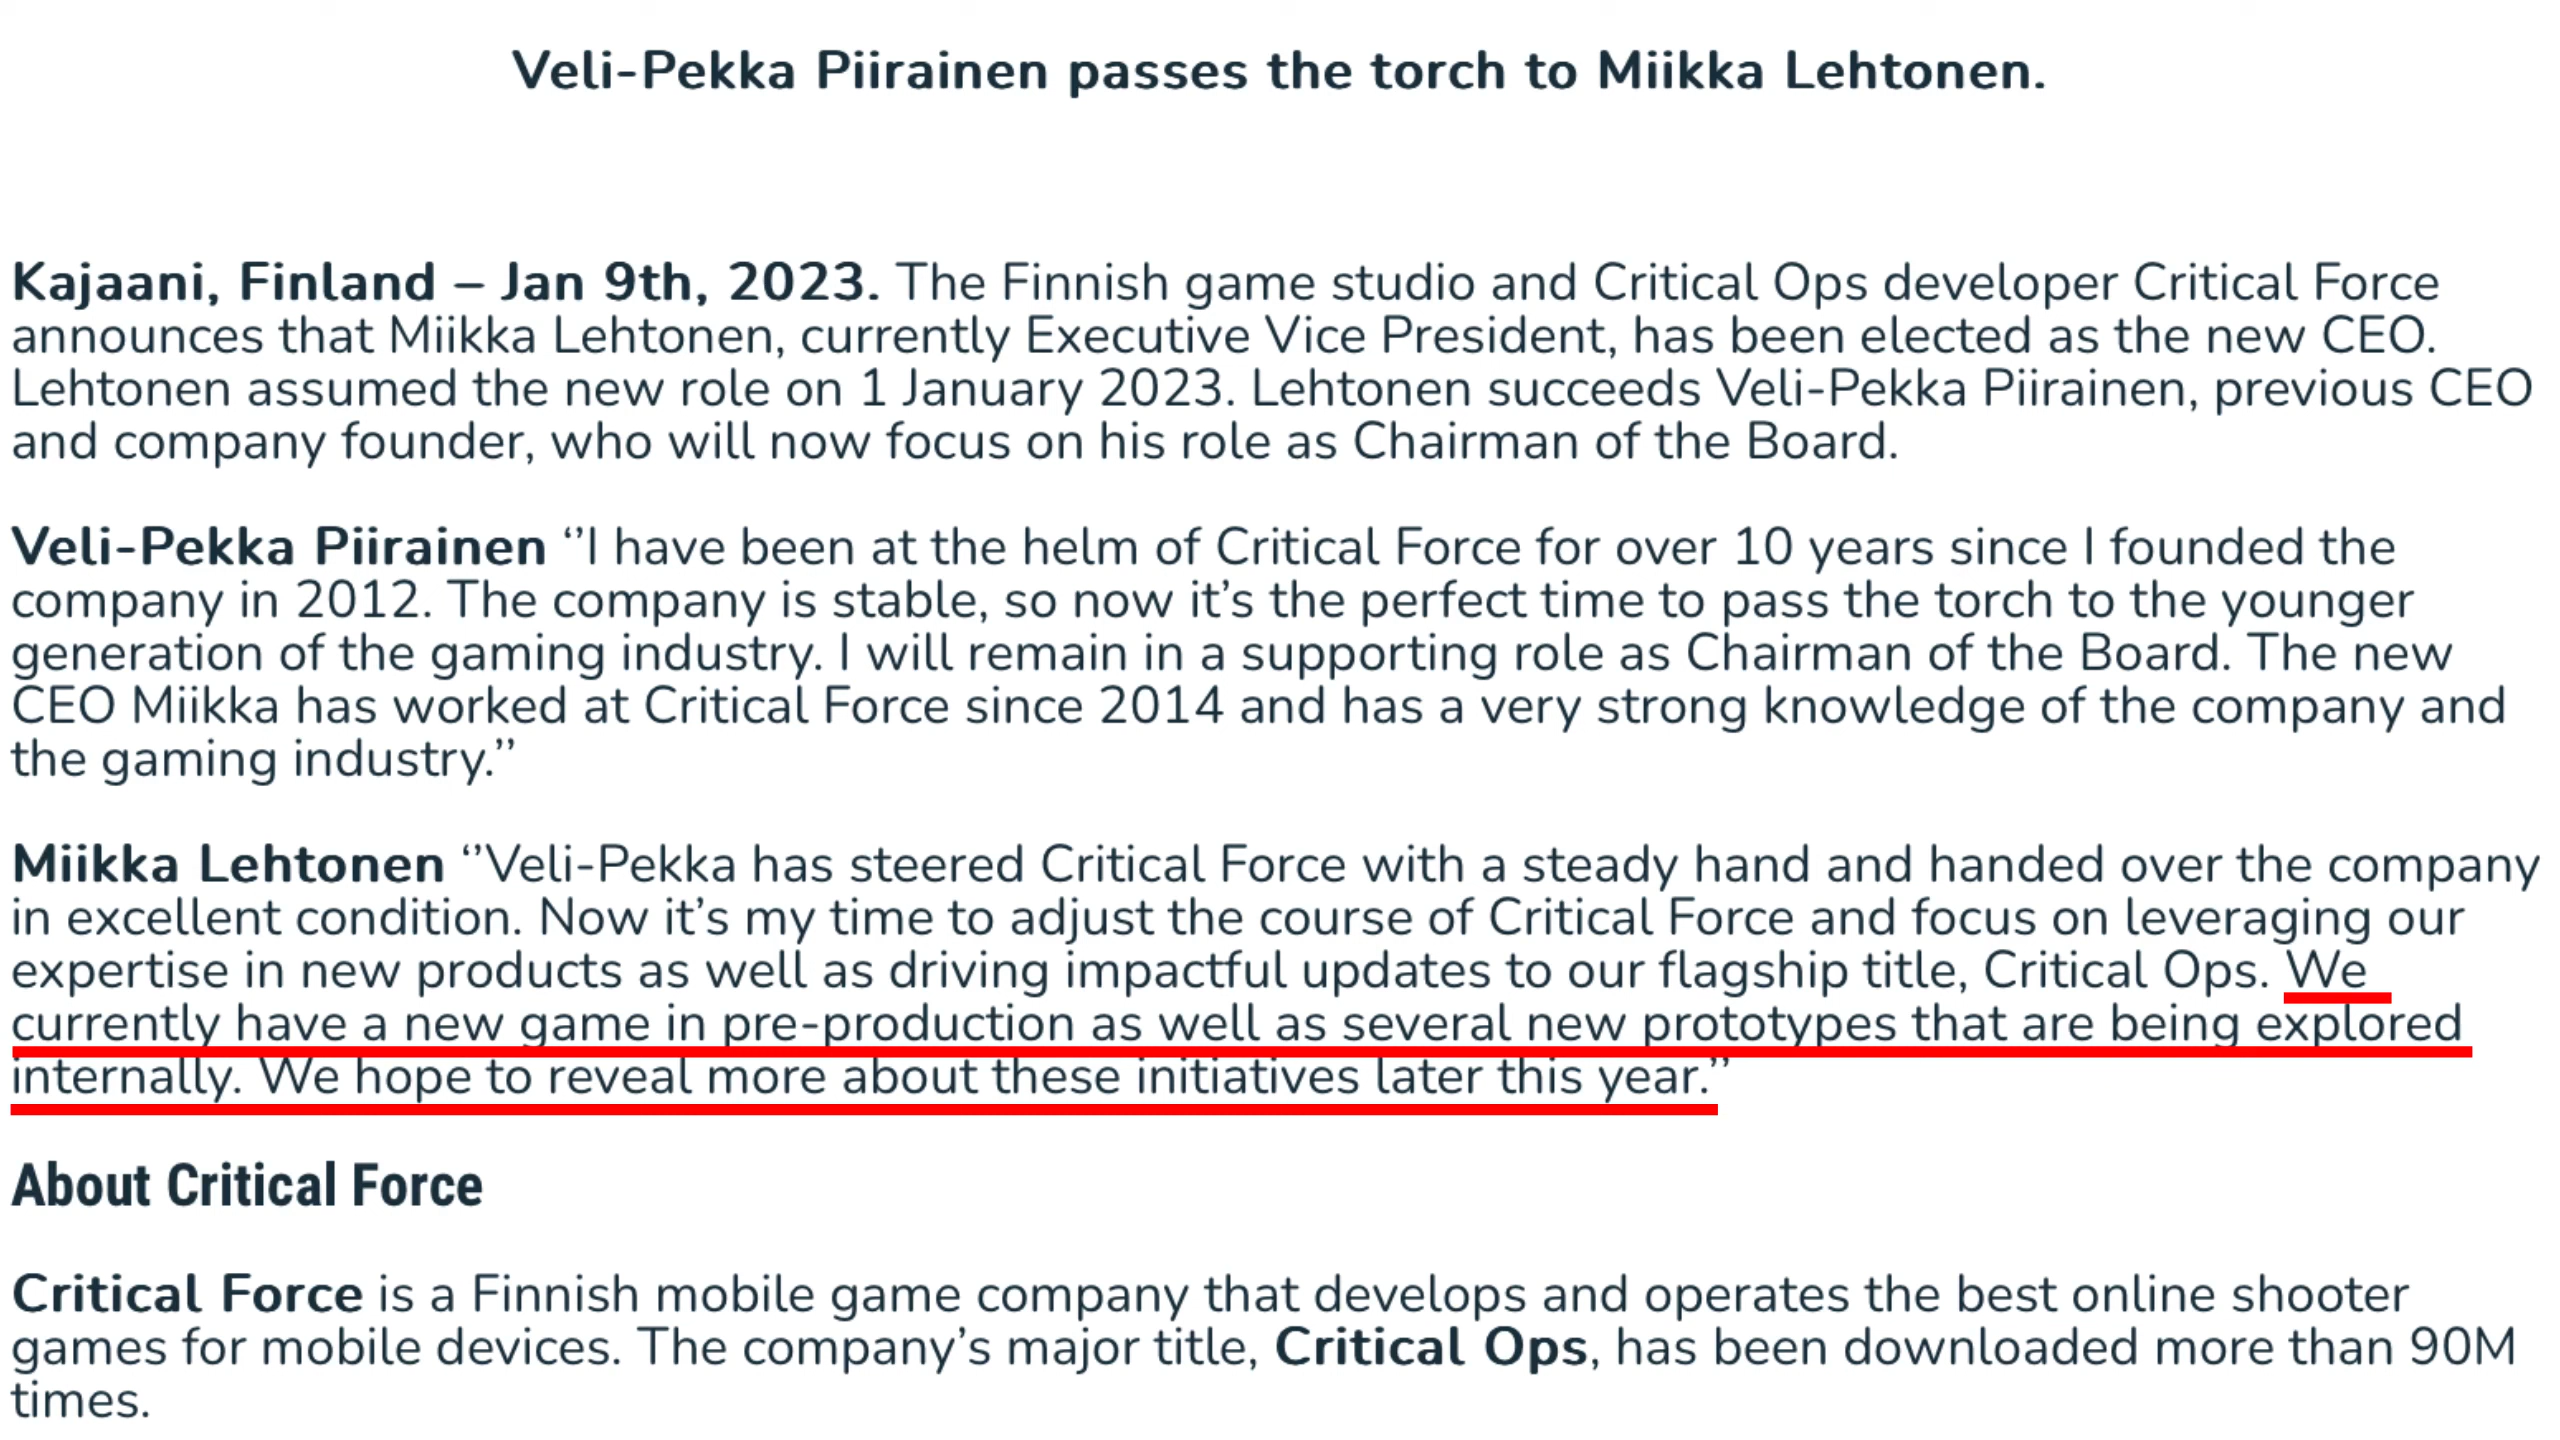 Veli-Pekka Piirainen passes the torch to Miikka Lehtonen.
Kajaani, Finland – Jan 9th, 2023. The Finnish game studio and Critical Ops developer Critical Force
announces that Miikka Lehtonen, currently Executive Vice President, has been elected as the new CEO.
Lehtonen assumed the new role on 1 January 2023. Lehtonen succeeds Veli-Pekka Piirainen, previous CEO
and company founder, who will now focus on his role as Chairman of the Board.
Veli-Pekka Piirainen ‘’I have been at the helm of Critical Force for over 10 years since I founded the
company in 2012. The company is stable, so now it’s the perfect time to pass the torch to the younger
generation of the gaming industry. I will remain in a supporting role as Chairman of the Board. The new
CEO Miikka has worked at Critical Force since 2014 and has a very strong knowledge of the company and
the gaming industry.’’
Miikka Lehtonen ‘’Veli-Pekka has steered Critical Force with a steady hand and handed over the company
in excellent condition. Now it’s my time to adjust the course of Critical Force and focus on leveraging our
expertise in new products as well as driving impactful updates to our flagship title, Critical Ops. We
currently have a new game in pre-production as well as several new prototypes that are being explored
internally. We hope to reveal more about these initiatives later this year.’’
About Critical Force
Critical Force is a Finnish mobile game company that develops and operates the best online shooter
games for mobile devices. The company’s major title, Critical Ops, has been downloaded more than 90M
times.